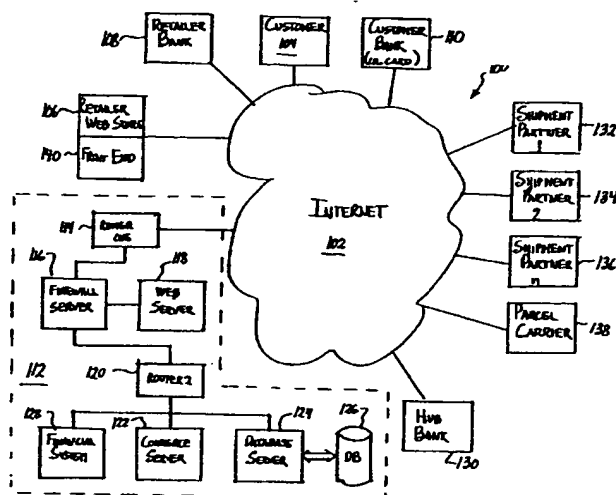 108
RETAILER
BANK
CUSTOMER
104
CUSTOMER
BANK
(OR CARD)
110
100
106
RETAILER
WEB STORE
140
FRONT END
SHIPMENT
PARTNER
1
132
SHIPMENT
PARTNER
2
134
SHIPMENT
PARTNER
n
136
PARCEL
CARRIER
138
INTERNET
102
114
ROUTER
ONE
116
FIREWALL
SERVER
118
WEB
SERVER
112
120
ROUTER 2
128
FINANCIAL
SYSTEM
122
COMMERCE
SERVER
124
DATABASE
SERVER
126
DB
HUB
BANK
130